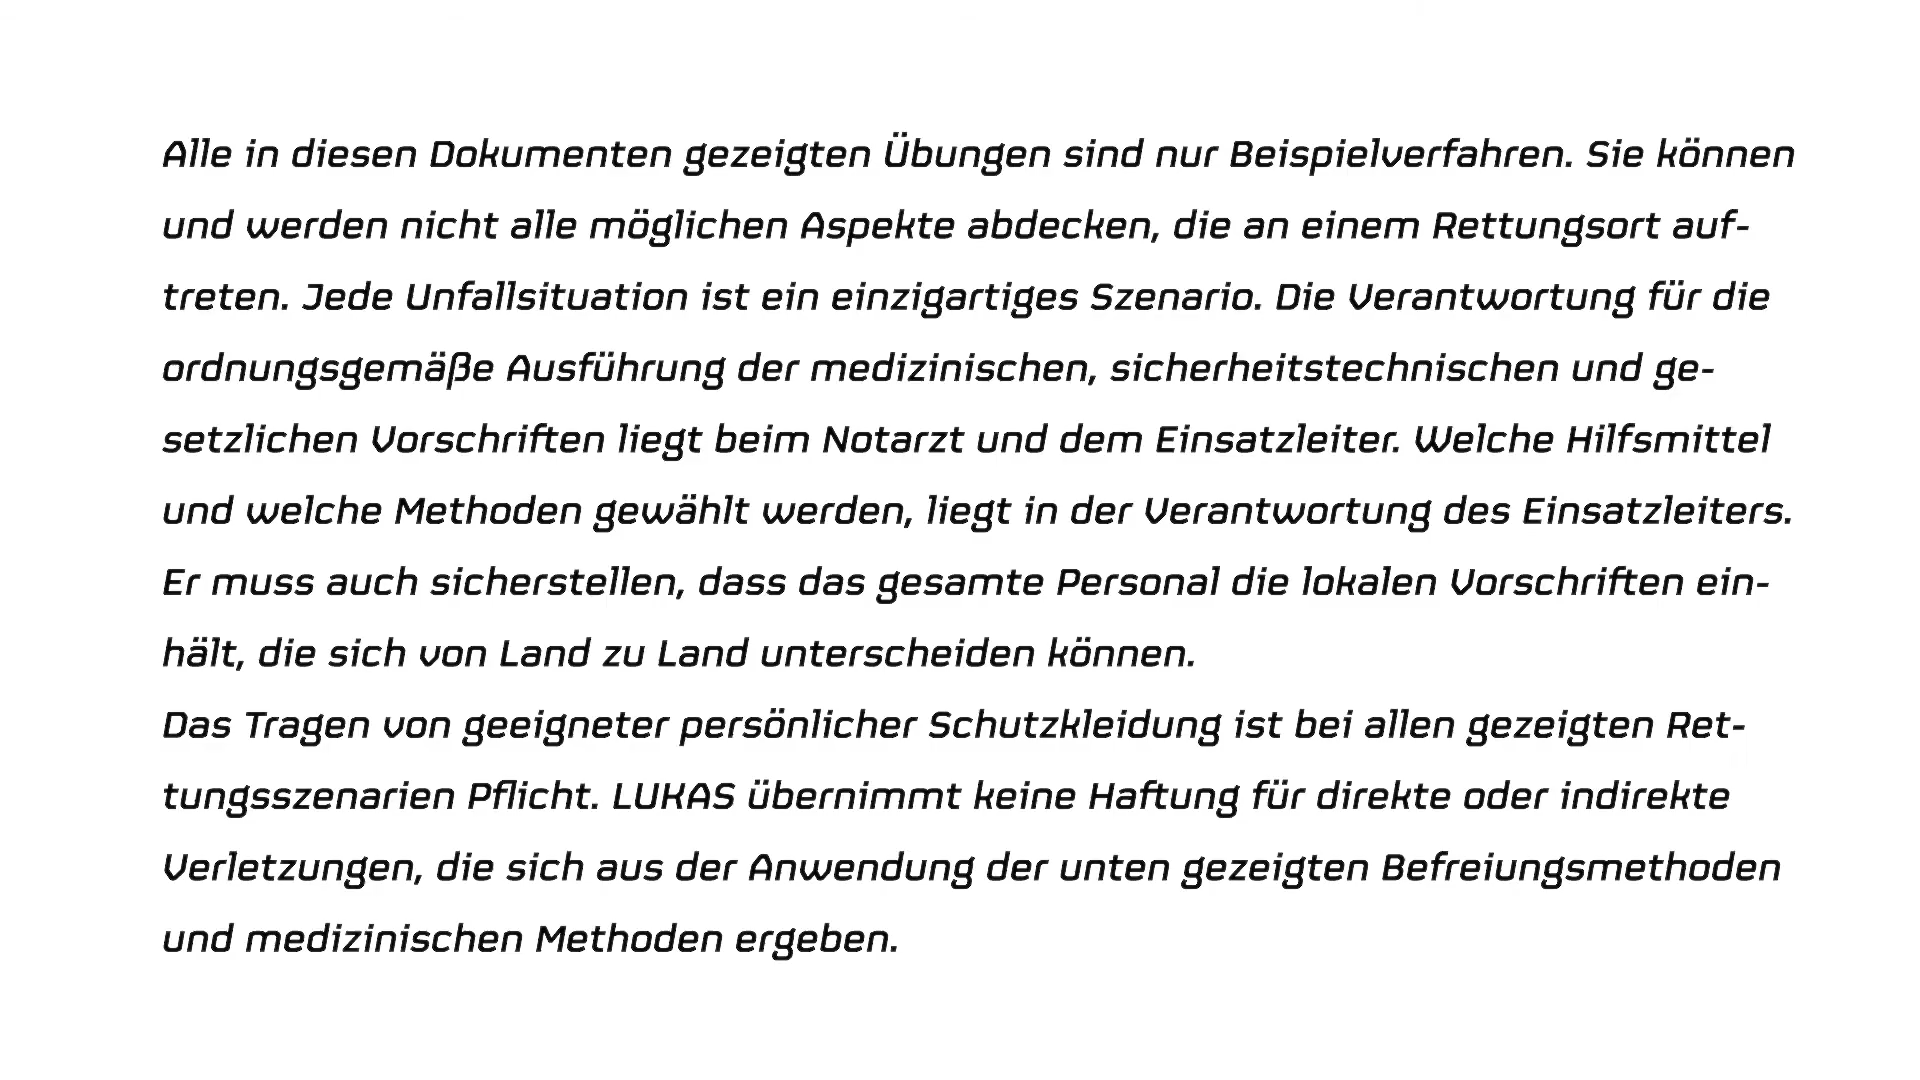 Alle in diesen Dokumenten gezeigten Übungen sind nur Beispielverfahren. Sie können
und werden nicht alle möglichen Aspekte abdecken, die an einem Rettungsort auf-
treten. Jede Unfallsituation ist ein einzigartiges Szenario. Die Verantwortung für die
ordnungsgemäße Ausführung der medizinischen, sicherheitstechnischen und ge-
setzlichen Vorschriften liegt beim Notarzt und dem Einsatzleiter. Welche Hilfsmittel
und welche Methoden gewählt werden, liegt in der Verantwortung des Einsatzleiters.
Er muss auch sicherstellen, dass das gesamte Personal die lokalen Vorschriften ein-
hält, die sich von Land zu Land unterscheiden können.
Das Tragen von geeigneter persönlicher Schutzkleidung ist bei allen gezeigten Ret-
tungsszenarien Pflicht. LUKAS übernimmt keine Haftung für direkte oder indirekte
Verletzungen, die sich aus der Anwendung der unten gezeigten Befreiungsmethoden
und medizinischen Methoden ergeben.